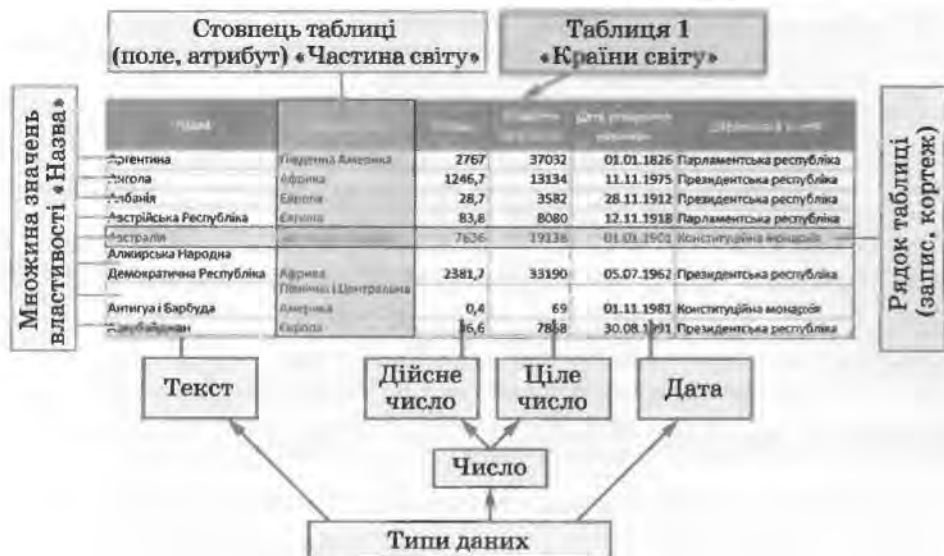 Стовпець таблиці
(поле, атрибут) «Частина світу»
Таблиця 1
«Країни світу»
Множина значень
властивості «Назва»
Рядок таблиці
(запис, кортеж)
Назва
Аргентина Південна Америка 2767 37032 01.01.1826 Парламентська республіка
Ангола Африка 1246,7 13134 11.11.1975 Президентська республіка
Албанія Європа 28,7 3582 28.11.1912 Президентська республіка
Австрійська Республіка Європа 83,8 8080 12.11.1918 Парламентська республіка
Австралія 7636 19138 01.01.1901 Конституційна монархія
Алжирська Народна
Демократична Республіка Африка 2381,7 33190 05.07.1962 Президентська республіка
Північна і Центральна
Антигуа і Барбуда Америка 0,4 69 01.11.1981 Конституційна монархія
Азербайджан Європа 86,6 7868 30.08.1991 Президентська республіка
Текст
Дійсне
число
Ціле
число
Дата
Число
Типи даних